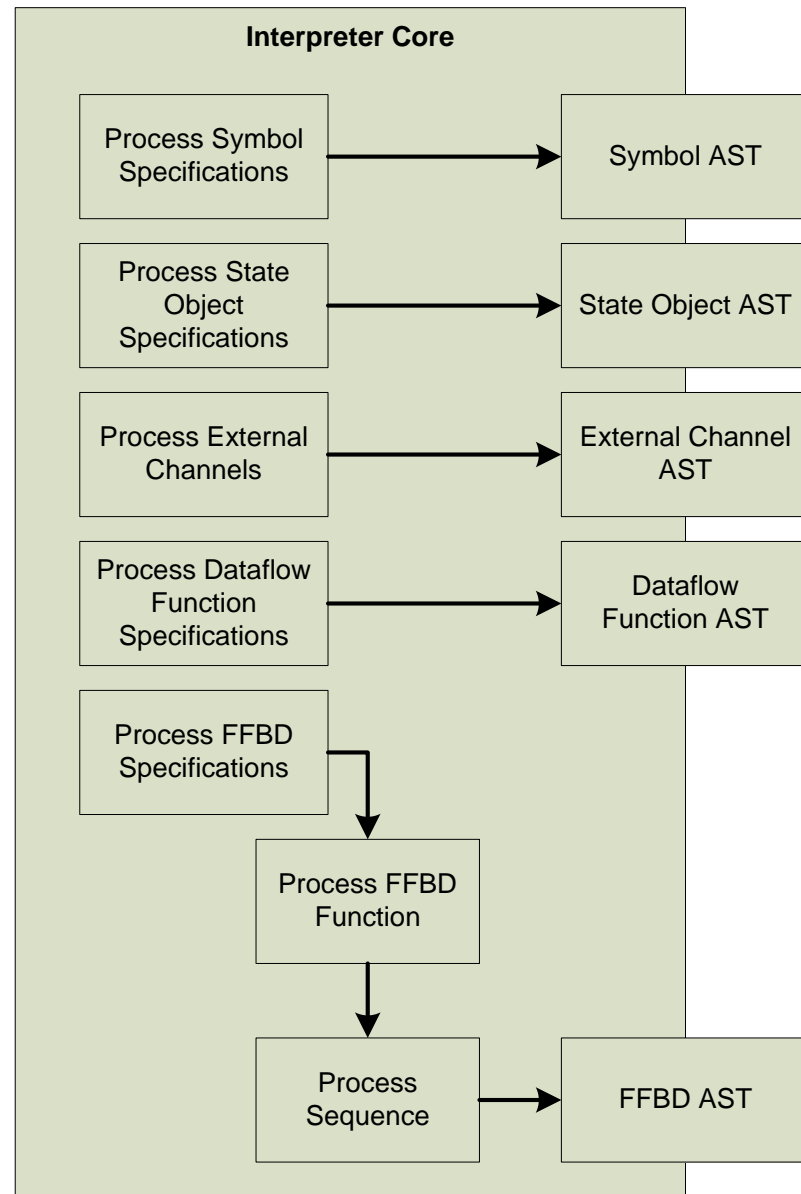 Interpreter Core
Process Symbol
Specifications
Symbol AST
Process State
Object
Specifications
State Object AST
Process External
Channels
External Channel
AST
Process Dataflow
Function
Specifications
Dataflow
Function AST
Process FFBD
Specifications
Process FFBD
Function
Process
Sequence
FFBD AST